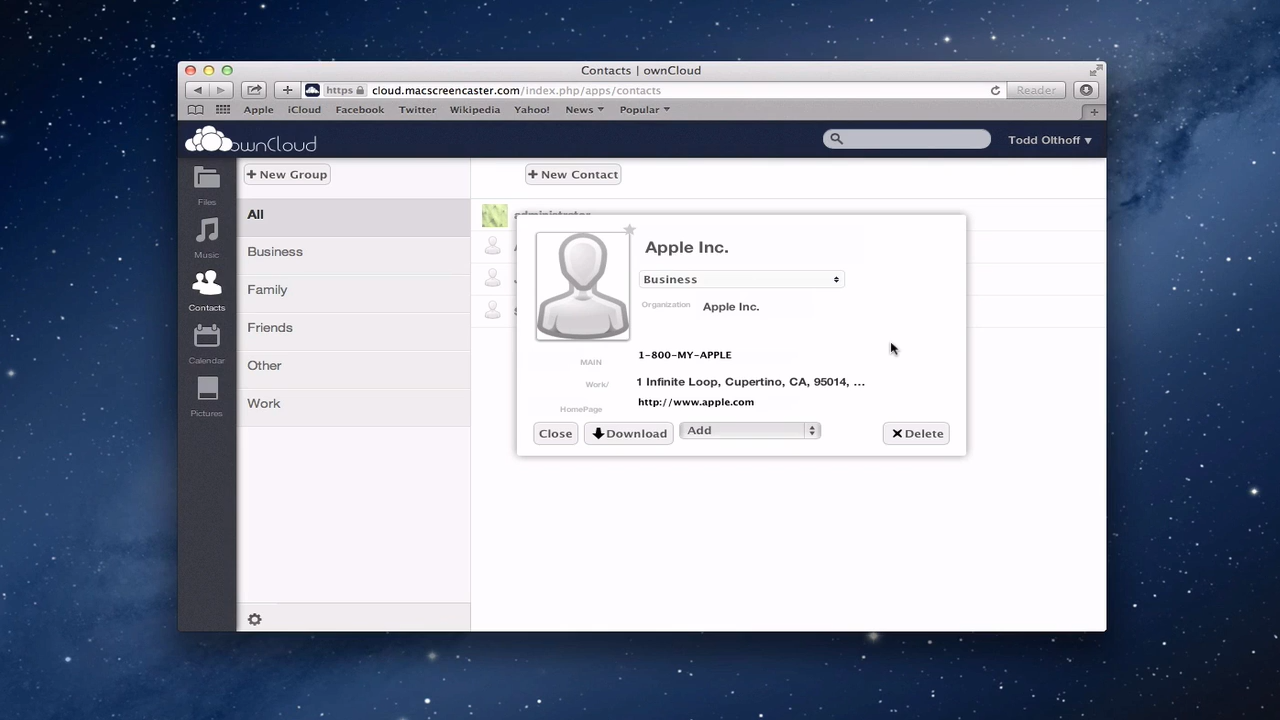 Contacts | ownCloud
https cloud.macscreencaster.com/index.php/apps/contacts Reader
Apple iCloud Facebook Twitter Wikipedia Yahoo! News Popular
ownCloud Todd Olthoff
Files
Music
Contacts
Calendar
Pictures
+ New Group
All
Business
Family
Friends
Other
Work
+ New Contact
administrator
Apple Inc.
Business
Organization Apple Inc.
MAIN 1-800-MY-APPLE
Work/ 1 Infinite Loop, Cupertino, CA, 95014, ...
HomePage http://www.apple.com
Close Download Add Delete